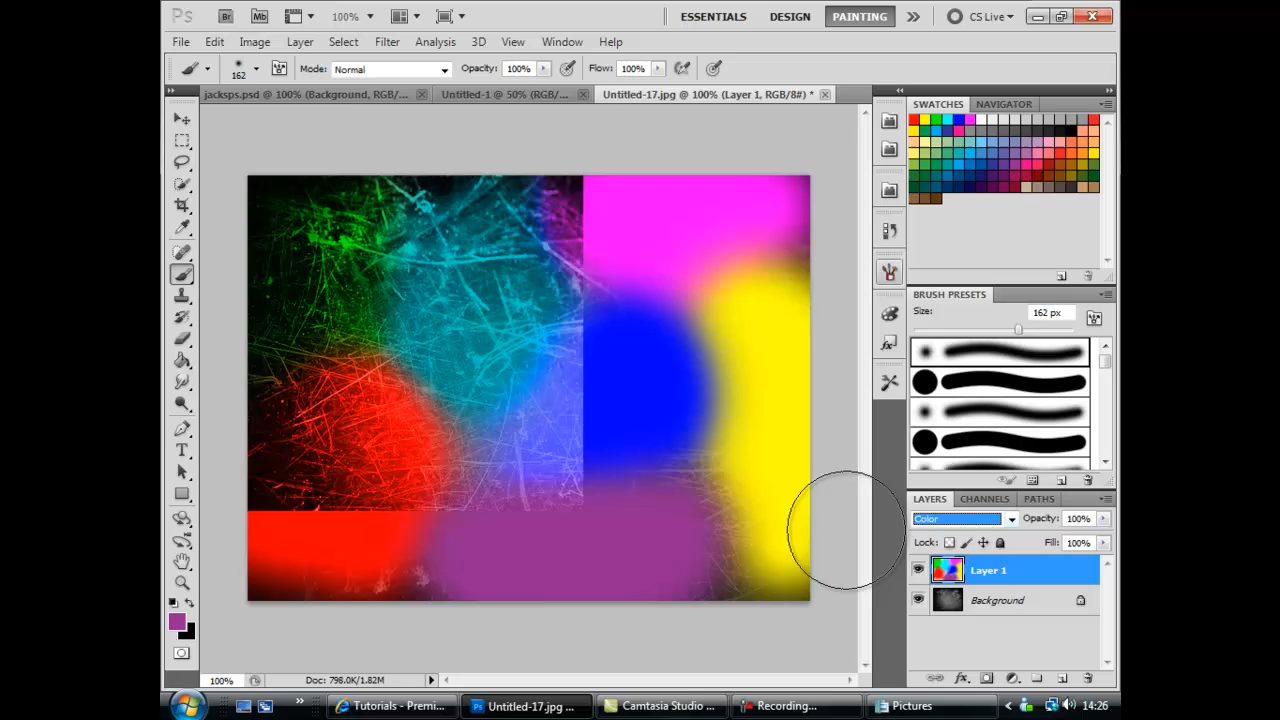 Ps Br Mb 100% ESSENTIALS DESIGN PAINTING CS Live
File Edit Image Layer Select Filter Analysis 3D View Window Help
162 Mode: Normal Opacity: 100% Flow: 100%
jacksps.psd @ 100% (Background, RGB/... Untitled-1 @ 50% (RGB/... Untitled-17.jpg @ 100% (Layer 1, RGB/8#) *
SWATCHES NAVIGATOR
BRUSH PRESETS
Size: 162 px
LAYERS CHANNELS PATHS
Color Opacity: 100%
Lock: Fill: 100%
Layer 1
Background
100% Doc: 798.0K/1.82M
Tutorials - Premi... Untitled-17.jpg ... Camtasia Studio ... Recording... Pictures 14:26